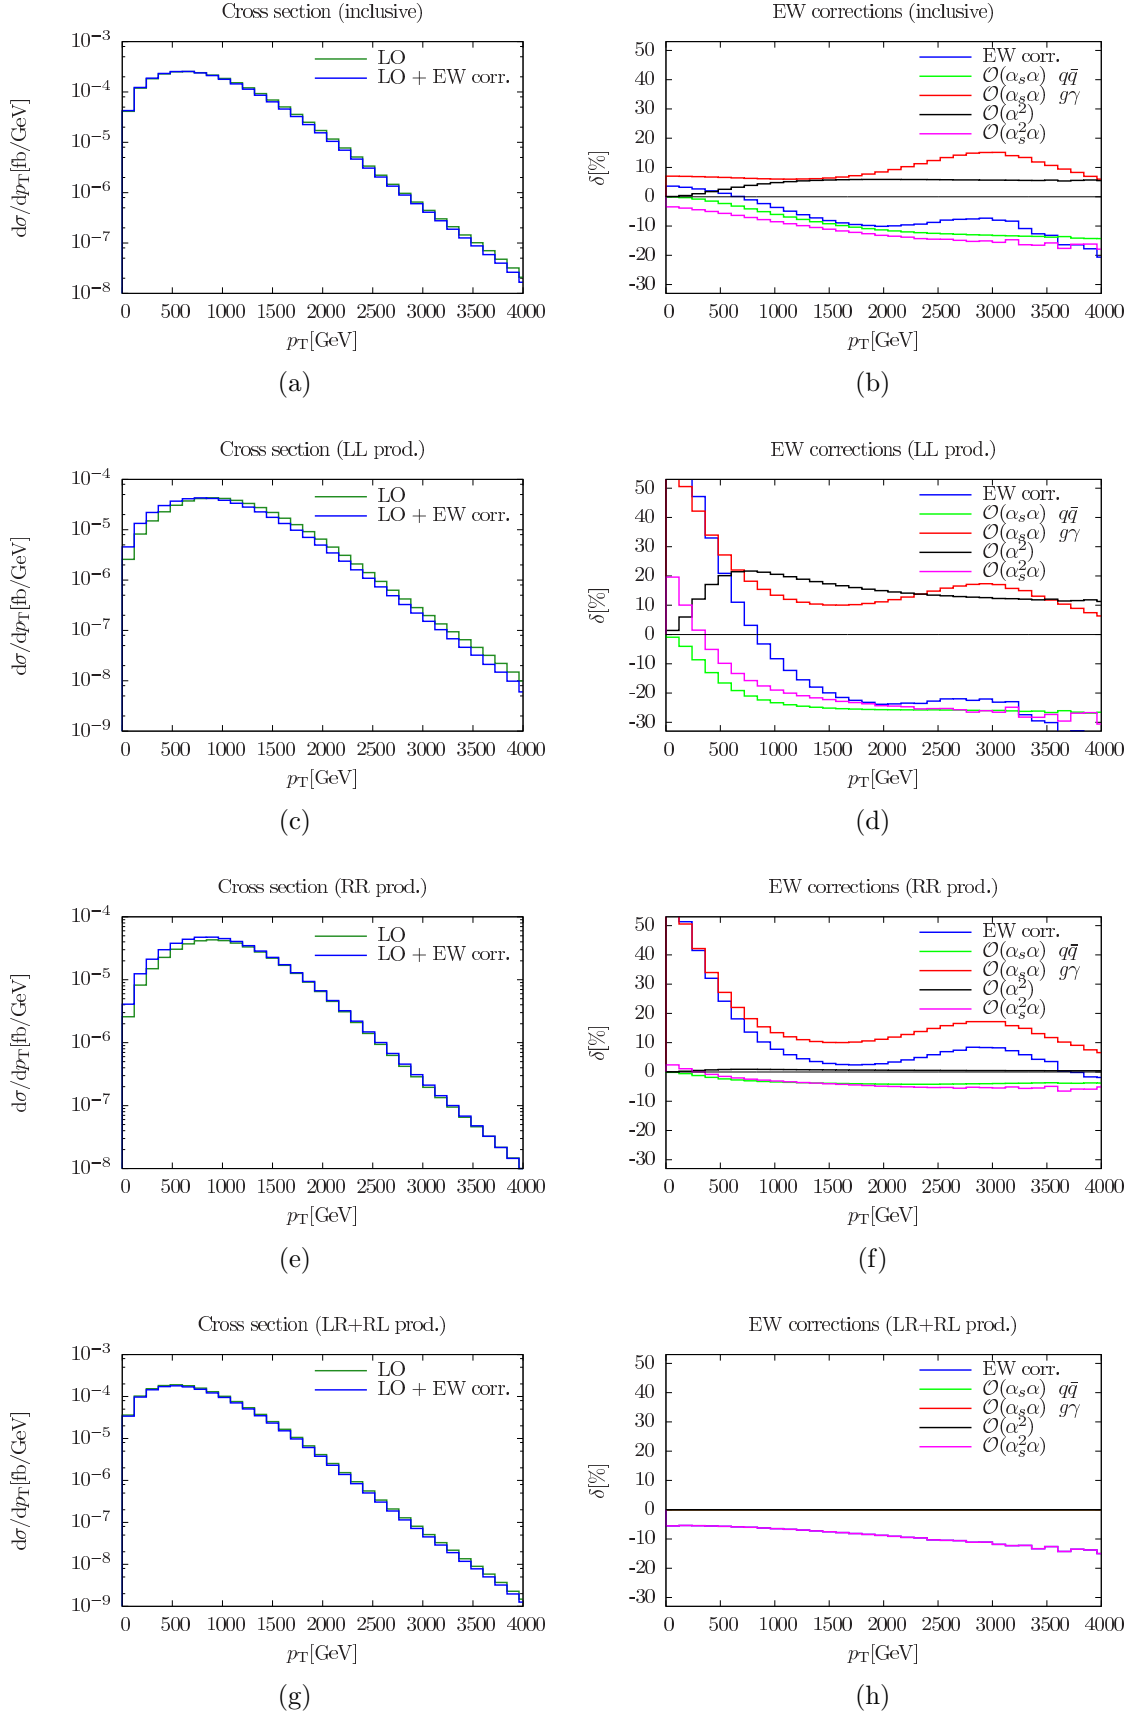 Cross section (inclusive)
10⁻³
10⁻⁴
10⁻⁵
10⁻⁶
10⁻⁷
10⁻⁸
dσ/dp_T[fb/GeV]
LO
LO + EW corr.
0 500 1000 1500 2000 2500 3000 3500 4000
p_T[GeV]
(a)
EW corrections (inclusive)
50
40
30
20
10
0
-10
-20
-30
δ[%]
EW corr.
𝒪(α_sα) qq̄
𝒪(α_sα) gγ
𝒪(α²)
𝒪(α_s²α)
0 500 1000 1500 2000 2500 3000 3500 4000
p_T[GeV]
(b)
Cross section (LL prod.)
10⁻⁴
10⁻⁵
10⁻⁶
10⁻⁷
10⁻⁸
10⁻⁹
dσ/dp_T[fb/GeV]
LO
LO + EW corr.
0 500 1000 1500 2000 2500 3000 3500 4000
p_T[GeV]
(c)
EW corrections (LL prod.)
50
40
30
20
10
0
-10
-20
-30
δ[%]
EW corr.
𝒪(α_sα) qq̄
𝒪(α_sα) gγ
𝒪(α²)
𝒪(α_s²α)
0 500 1000 1500 2000 2500 3000 3500 4000
p_T[GeV]
(d)
Cross section (RR prod.)
10⁻⁴
10⁻⁵
10⁻⁶
10⁻⁷
10⁻⁸
dσ/dp_T[fb/GeV]
LO
LO + EW corr.
0 500 1000 1500 2000 2500 3000 3500 4000
p_T[GeV]
(e)
EW corrections (RR prod.)
50
40
30
20
10
0
-10
-20
-30
δ[%]
EW corr.
𝒪(α_sα) qq̄
𝒪(α_sα) gγ
𝒪(α²)
𝒪(α_s²α)
0 500 1000 1500 2000 2500 3000 3500 4000
p_T[GeV]
(f)
Cross section (LR+RL prod.)
10⁻³
10⁻⁴
10⁻⁵
10⁻⁶
10⁻⁷
10⁻⁸
10⁻⁹
dσ/dp_T[fb/GeV]
LO
LO + EW corr.
0 500 1000 1500 2000 2500 3000 3500 4000
p_T[GeV]
(g)
EW corrections (LR+RL prod.)
50
40
30
20
10
0
-10
-20
-30
δ[%]
EW corr.
𝒪(α_sα) qq̄
𝒪(α_sα) gγ
𝒪(α²)
𝒪(α_s²α)
0 500 1000 1500 2000 2500 3000 3500 4000
p_T[GeV]
(h)